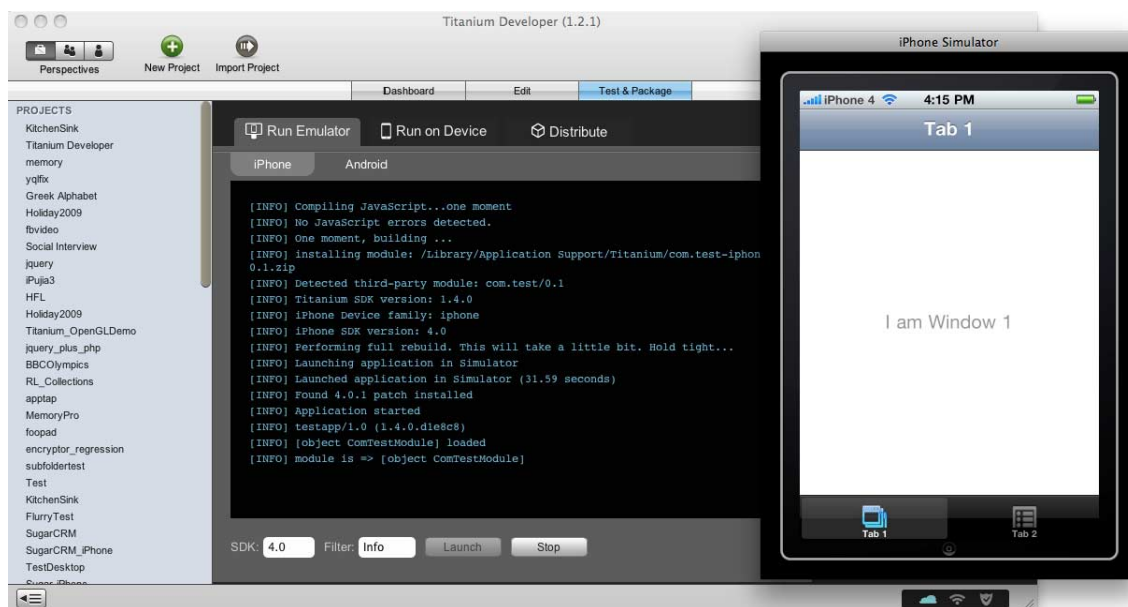 Titanium Developer (1.2.1)
Perspectives
New Project
Import Project
Dashboard
Edit
Test & Package
PROJECTS
KitchenSink
Titanium Developer
memory
yqlfix
Greek Alphabet
Holiday2009
fbvideo
Social Interview
jquery
iPujia3
HFL
Holiday2009
Titanium_OpenGLDemo
jquery_plus_php
BBCOlympics
RL_Collections
apptap
MemoryPro
foopad
encryptor_regression
subfoldertest
Test
KitchenSink
FlurryTest
SugarCRM
SugarCRM_iPhone
TestDesktop
Run Emulator
Run on Device
Distribute
iPhone
Android
[INFO] Compiling JavaScript...one moment
[INFO] No JavaScript errors detected.
[INFO] One moment, building ...
[INFO] installing module: /Library/Application Support/Titanium/com.test-iphon
0.1.zip
[INFO] Detected third-party module: com.test/0.1
[INFO] Titanium SDK version: 1.4.0
[INFO] iPhone Device family: iphone
[INFO] iPhone SDK version: 4.0
[INFO] Performing full rebuild. This will take a little bit. Hold tight...
[INFO] Launching application in Simulator
[INFO] Launched application in Simulator (31.59 seconds)
[INFO] Found 4.0.1 patch installed
[INFO] Application started
[INFO] testapp/1.0 (1.4.0.d1e8c8)
[INFO] [object ComTestModule] loaded
[INFO] module is => [object ComTestModule]
SDK: 4.0
Filter: Info
Launch
Stop
iPhone Simulator
iPhone 4
4:15 PM
Tab 1
I am Window 1
Tab 1
Tab 2